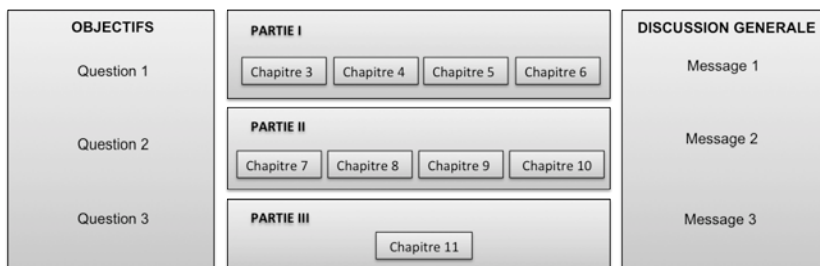 OBJECTIFS
Question 1
Question 2
Question 3
PARTIE I
Chapitre 3 Chapitre 4 Chapitre 5 Chapitre 6
PARTIE II
Chapitre 7 Chapitre 8 Chapitre 9 Chapitre 10
PARTIE III
Chapitre 11
DISCUSSION GENERALE
Message 1
Message 2
Message 3